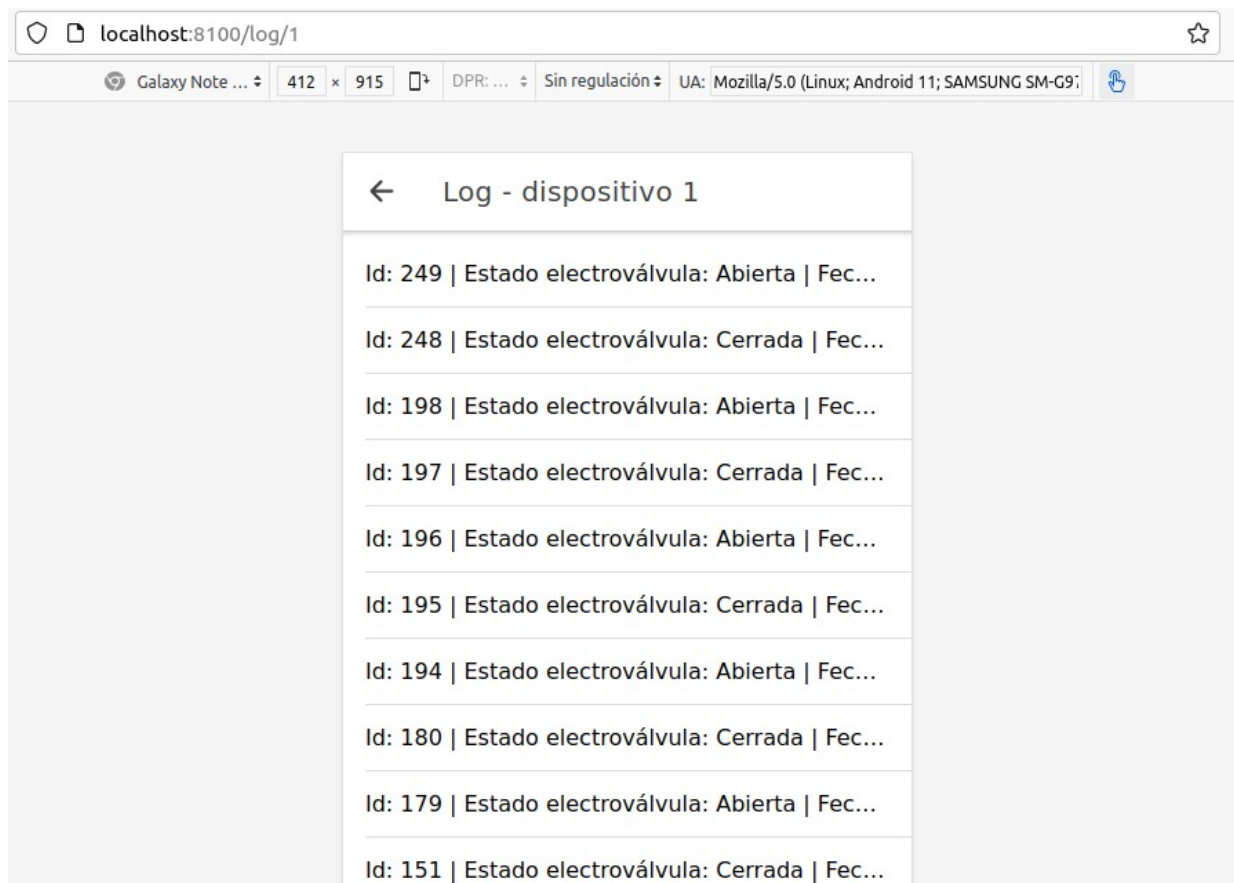 localhost:8100/log/1
Galaxy Note ... 412 × 915 DPR: ... Sin regulación UA: Mozilla/5.0 (Linux; Android 11; SAMSUNG SM-G97
Log - dispositivo 1
Id: 249 | Estado electroválvula: Abierta | Fec...
Id: 248 | Estado electroválvula: Cerrada | Fec...
Id: 198 | Estado electroválvula: Abierta | Fec...
Id: 197 | Estado electroválvula: Cerrada | Fec...
Id: 196 | Estado electroválvula: Abierta | Fec...
Id: 195 | Estado electroválvula: Cerrada | Fec...
Id: 194 | Estado electroválvula: Abierta | Fec...
Id: 180 | Estado electroválvula: Cerrada | Fec...
Id: 179 | Estado electroválvula: Abierta | Fec...
Id: 151 | Estado electroválvula: Cerrada | Fec...